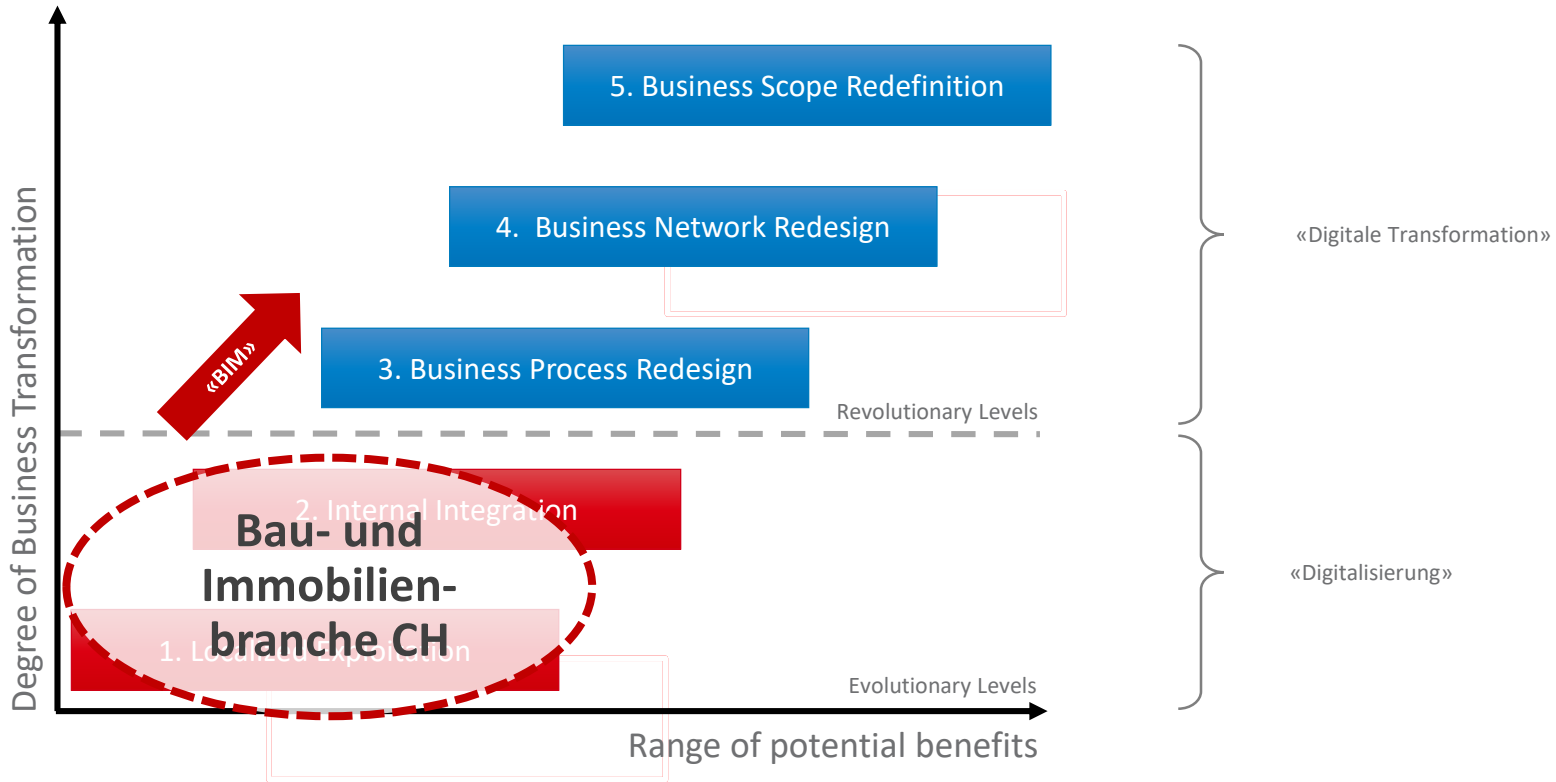 Degree of Business Transformation
5. Business Scope Redefinition
4. Business Network Redesign
«Digitale Transformation»
«BIM»
3. Business Process Redesign
Revolutionary Levels
2. Internal Integration
Bau- und
Immobilien-
branche CH
«Digitalisierung»
1. Localized Exploitation
Evolutionary Levels
Range of potential benefits